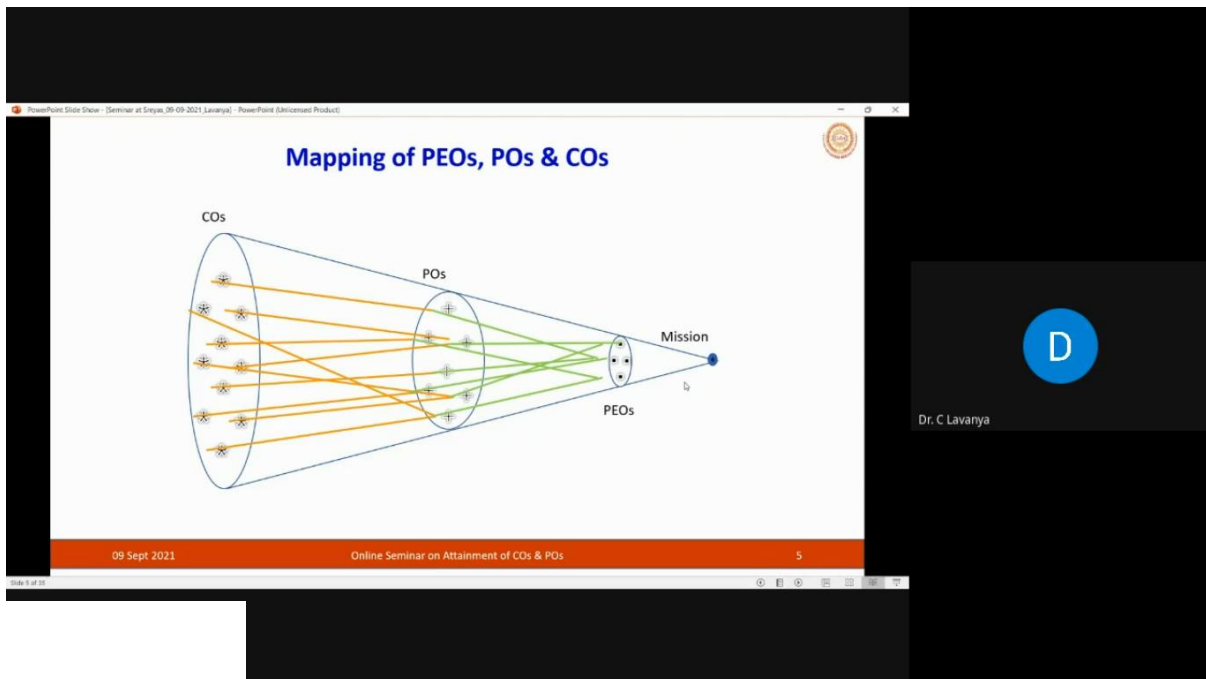 PowerPoint Slide Show - [Seminar at Sreyas_09-09-2021_Lavanya] - PowerPoint (Unlicensed Product)
Mapping of PEOs, POs & COs
COs
POs
Mission
PEOs
D
Dr. C Lavanya
09 Sept 2021 Online Seminar on Attainment of COs & POs 5
Slide 5 of 35